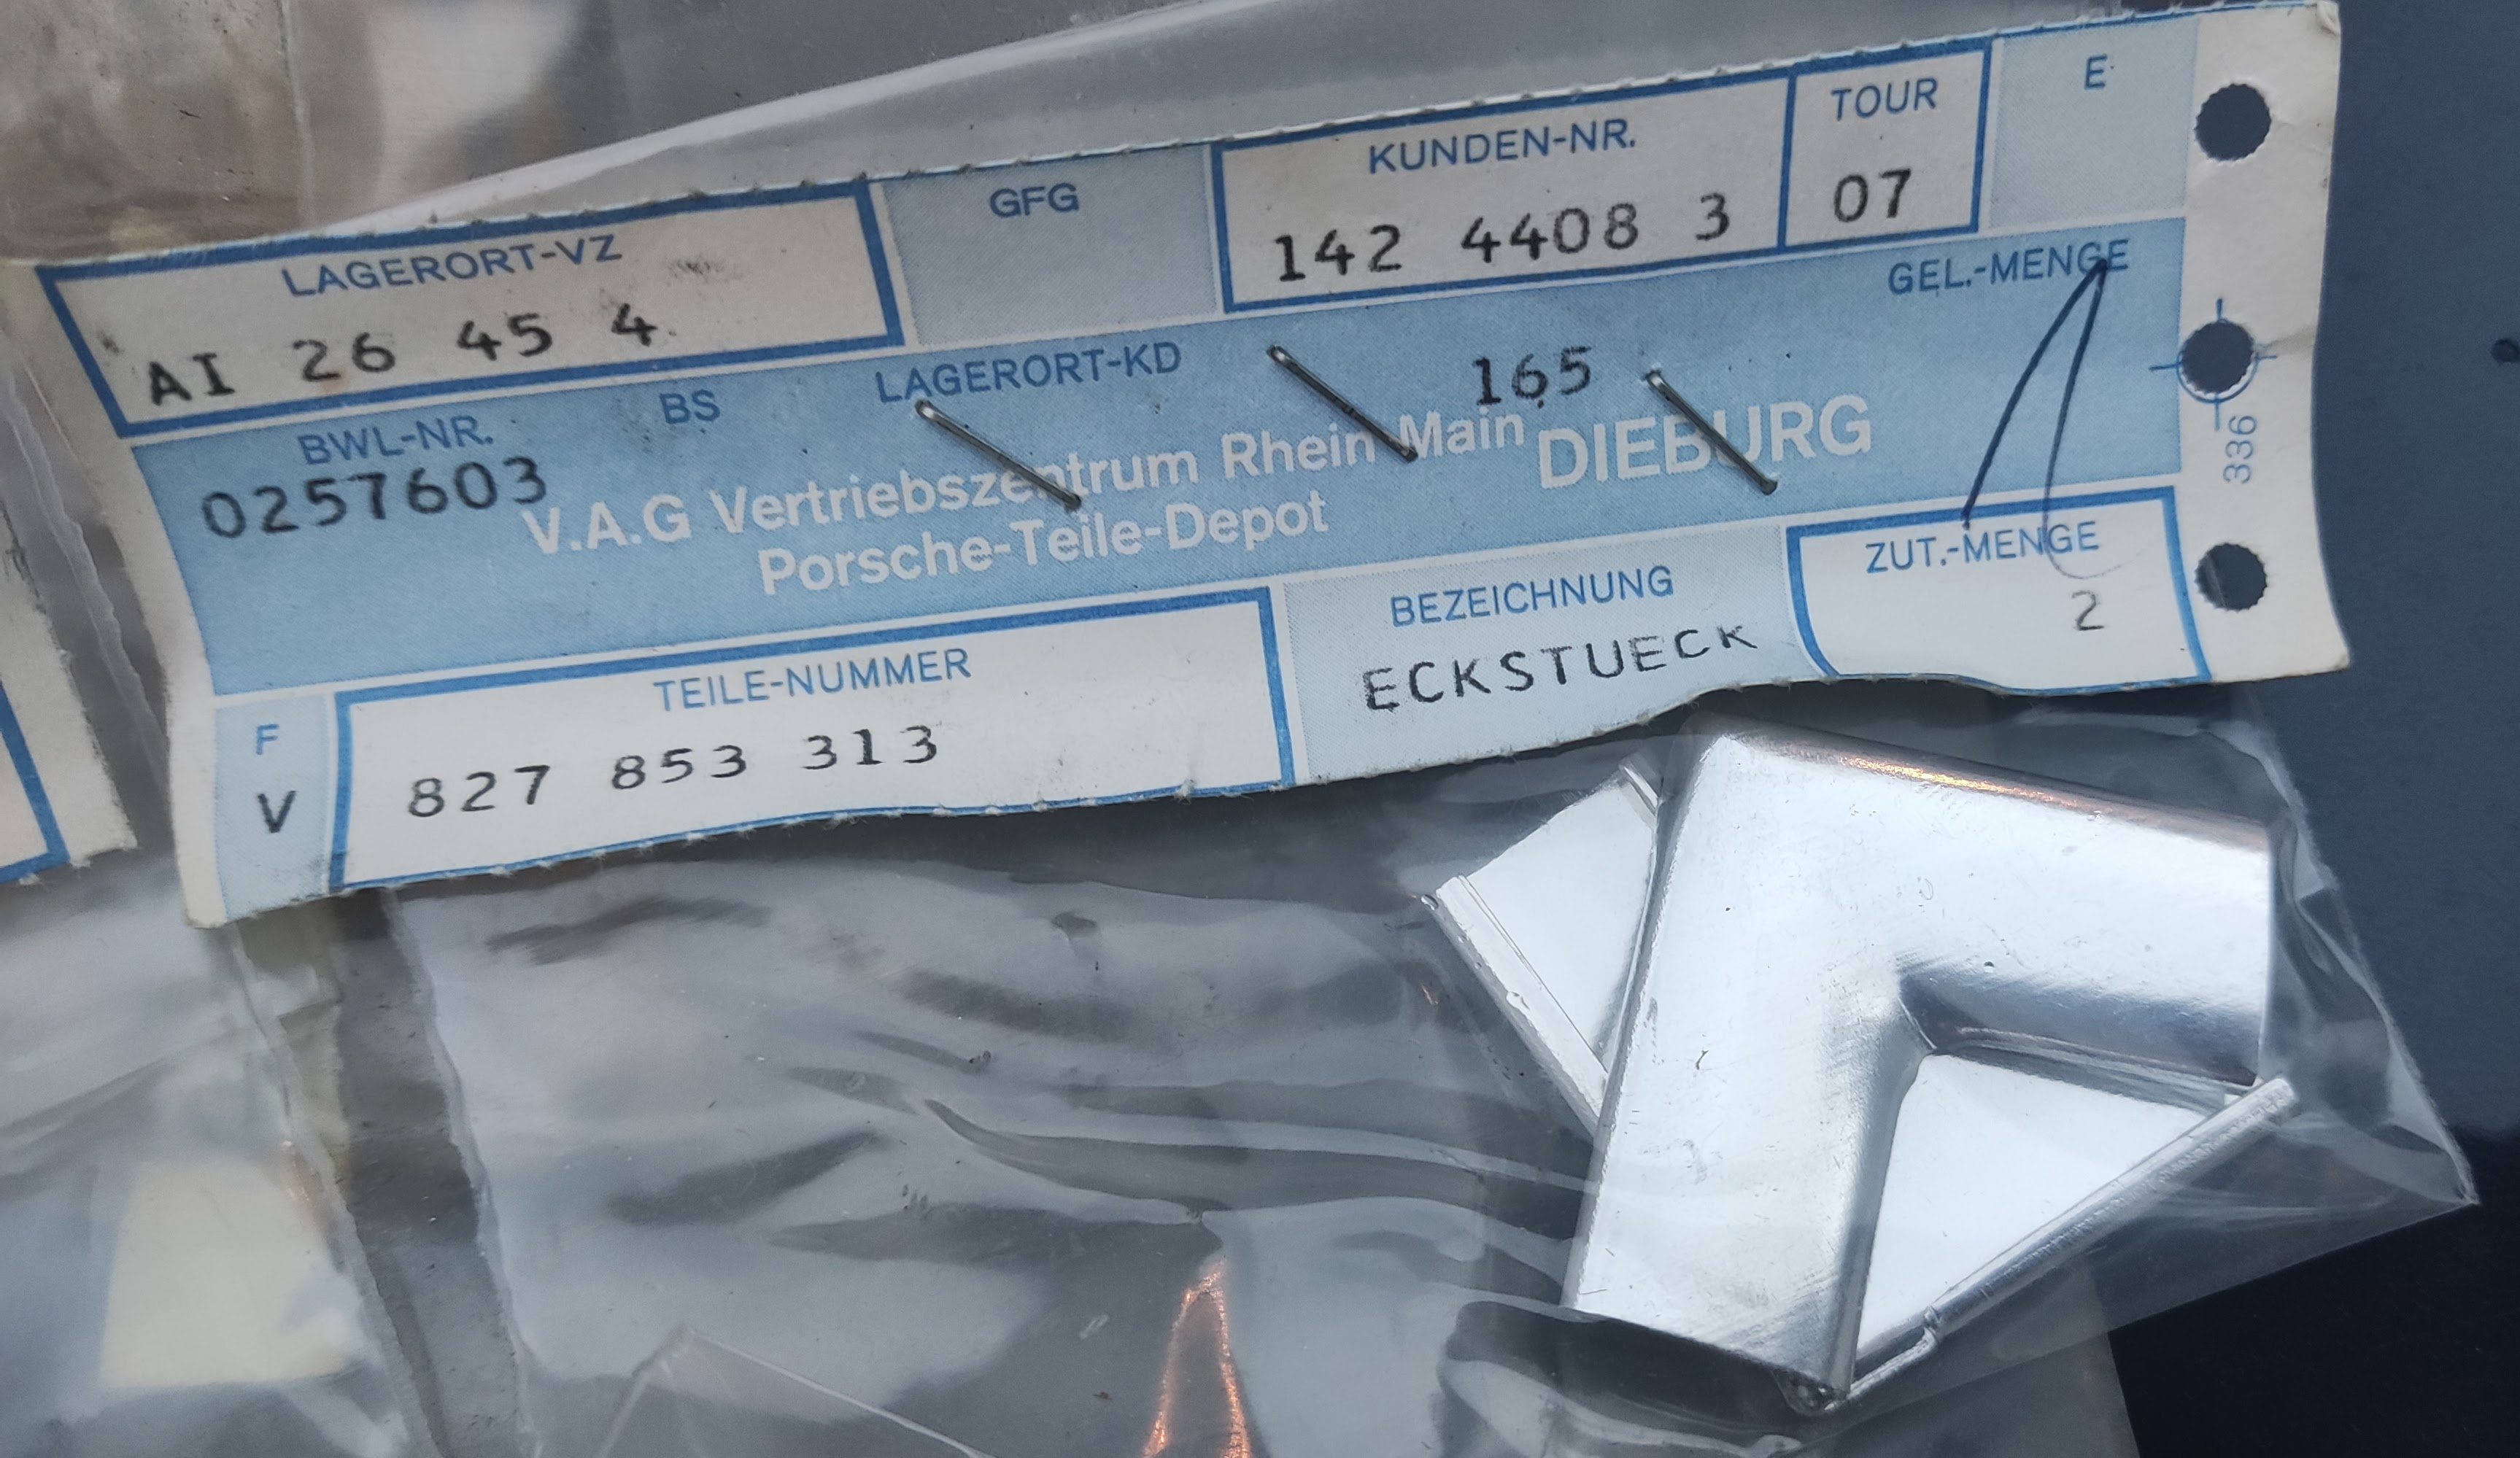 LAGERORT-VZ
AI 26 45 4
GFG
KUNDEN-NR.
142 4408 3
TOUR
07
E
BWL-NR.
0257603
BS
LAGERORT-KD
165
GEL.-MENGE
V.A.G Vertriebszentrum Rhein Main DIEBURG
Porsche-Teile-Depot
336
F
V
TEILE-NUMMER
827 853 313
BEZEICHNUNG
ECKSTUECK
ZUT.-MENGE
2